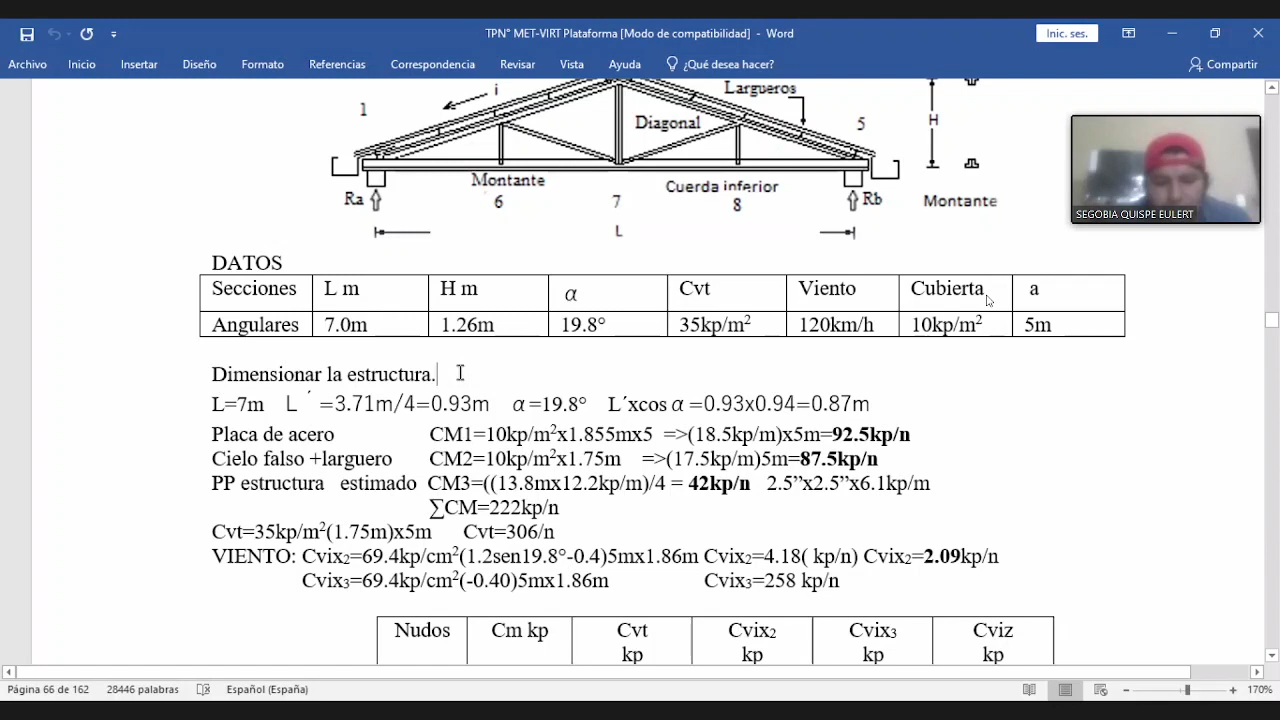 TPN° MET-VIRT Plataforma [Modo de compatibilidad] - Word
Inic. ses.
Archivo Inicio Insertar Diseño Formato Referencias Correspondencia Revisar Vista Ayuda ¿Qué desea hacer? Compartir
i Largueros
1 Diagonal 5 H
Montante Cuerda inferior
Ra 6 7 8 Rb Montante
L
SEGOBIA QUISPE EULERT
DATOS
Secciones L m H m α Cvt Viento Cubierta a
Angulares 7.0m 1.26m 19.8° 35kp/m² 120km/h 10kp/m² 5m
Dimensionar la estructura.
L=7m L´=3.71m/4=0.93m α=19.8° L´xcosα=0.93x0.94=0.87m
Placa de acero CM1=10kp/m²x1.855mx5 =>(18.5kp/m)x5m=92.5kp/n
Cielo falso +larguero CM2=10kp/m²x1.75m =>(17.5kp/m)5m=87.5kp/n
PP estructura estimado CM3=((13.8mx12.2kp/m)/4 = 42kp/n 2.5”x2.5”x6.1kp/m
∑CM=222kp/n
Cvt=35kp/m²(1.75m)x5m Cvt=306/n
VIENTO: Cvix₂=69.4kp/cm²(1.2sen19.8°-0.4)5mx1.86m Cvix₂=4.18( kp/n) Cvix₂=2.09kp/n
Cvix₃=69.4kp/cm²(-0.40)5mx1.86m Cvix₃=258 kp/n
Nudos Cm kp Cvt Cvix₂ Cvix₃ Cviz
kp kp kp kp
Página 66 de 162 28446 palabras Español (España) 170%